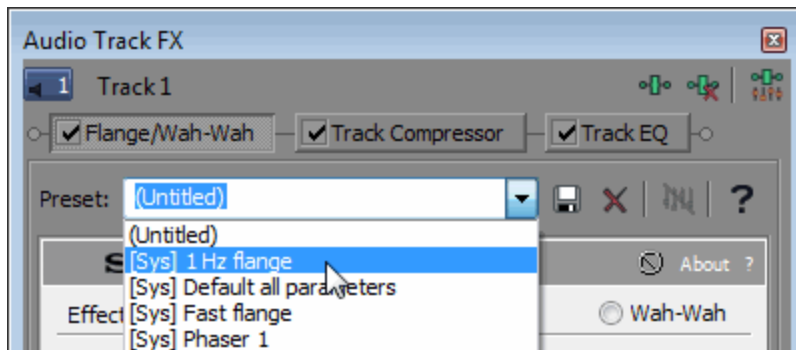 Audio Track FX
1 Track 1
Flange/Wah-Wah Track Compressor Track EQ
Preset: (Untitled) ?
(Untitled)
[Sys] 1 Hz flange About ?
[Sys] Default all parameters
Effect [Sys] Fast flange Wah-Wah
[Sys] Phaser 1